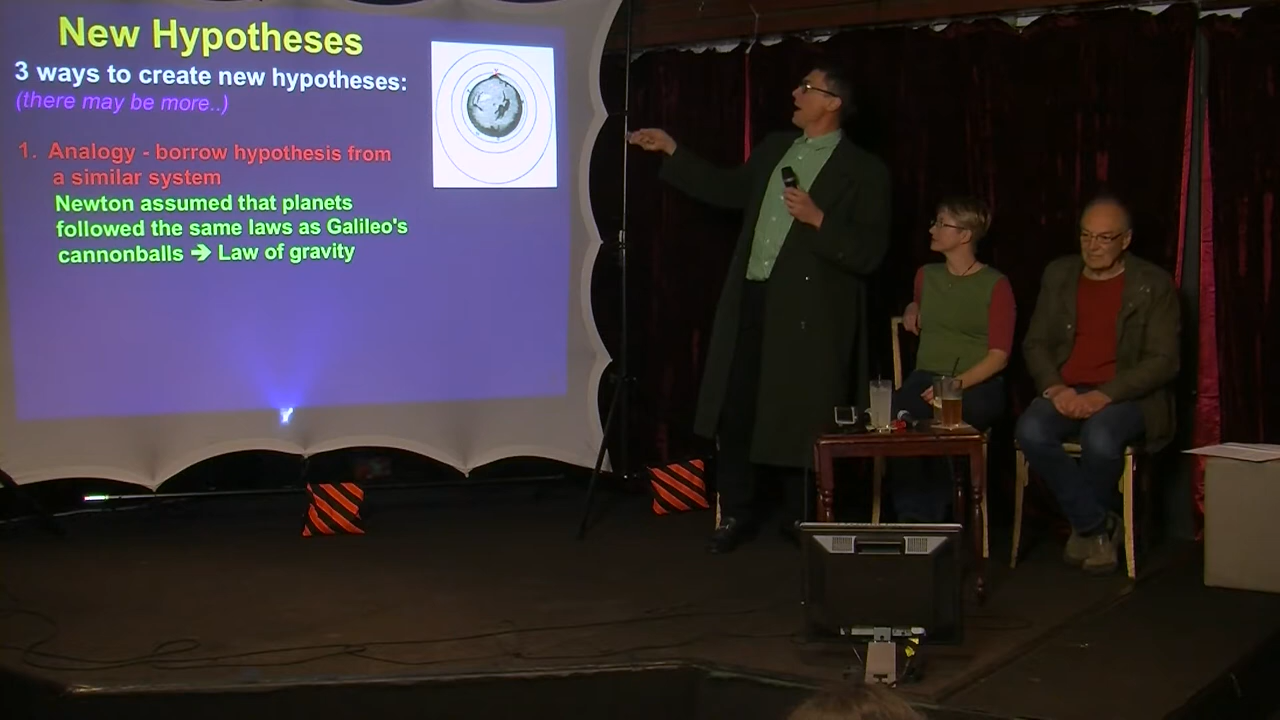 New Hypotheses
3 ways to create new hypotheses:
(there may be more..)
1. Analogy - borrow hypothesis from
a similar system
Newton assumed that planets
followed the same laws as Galileo's
cannonballs ➔ Law of gravity